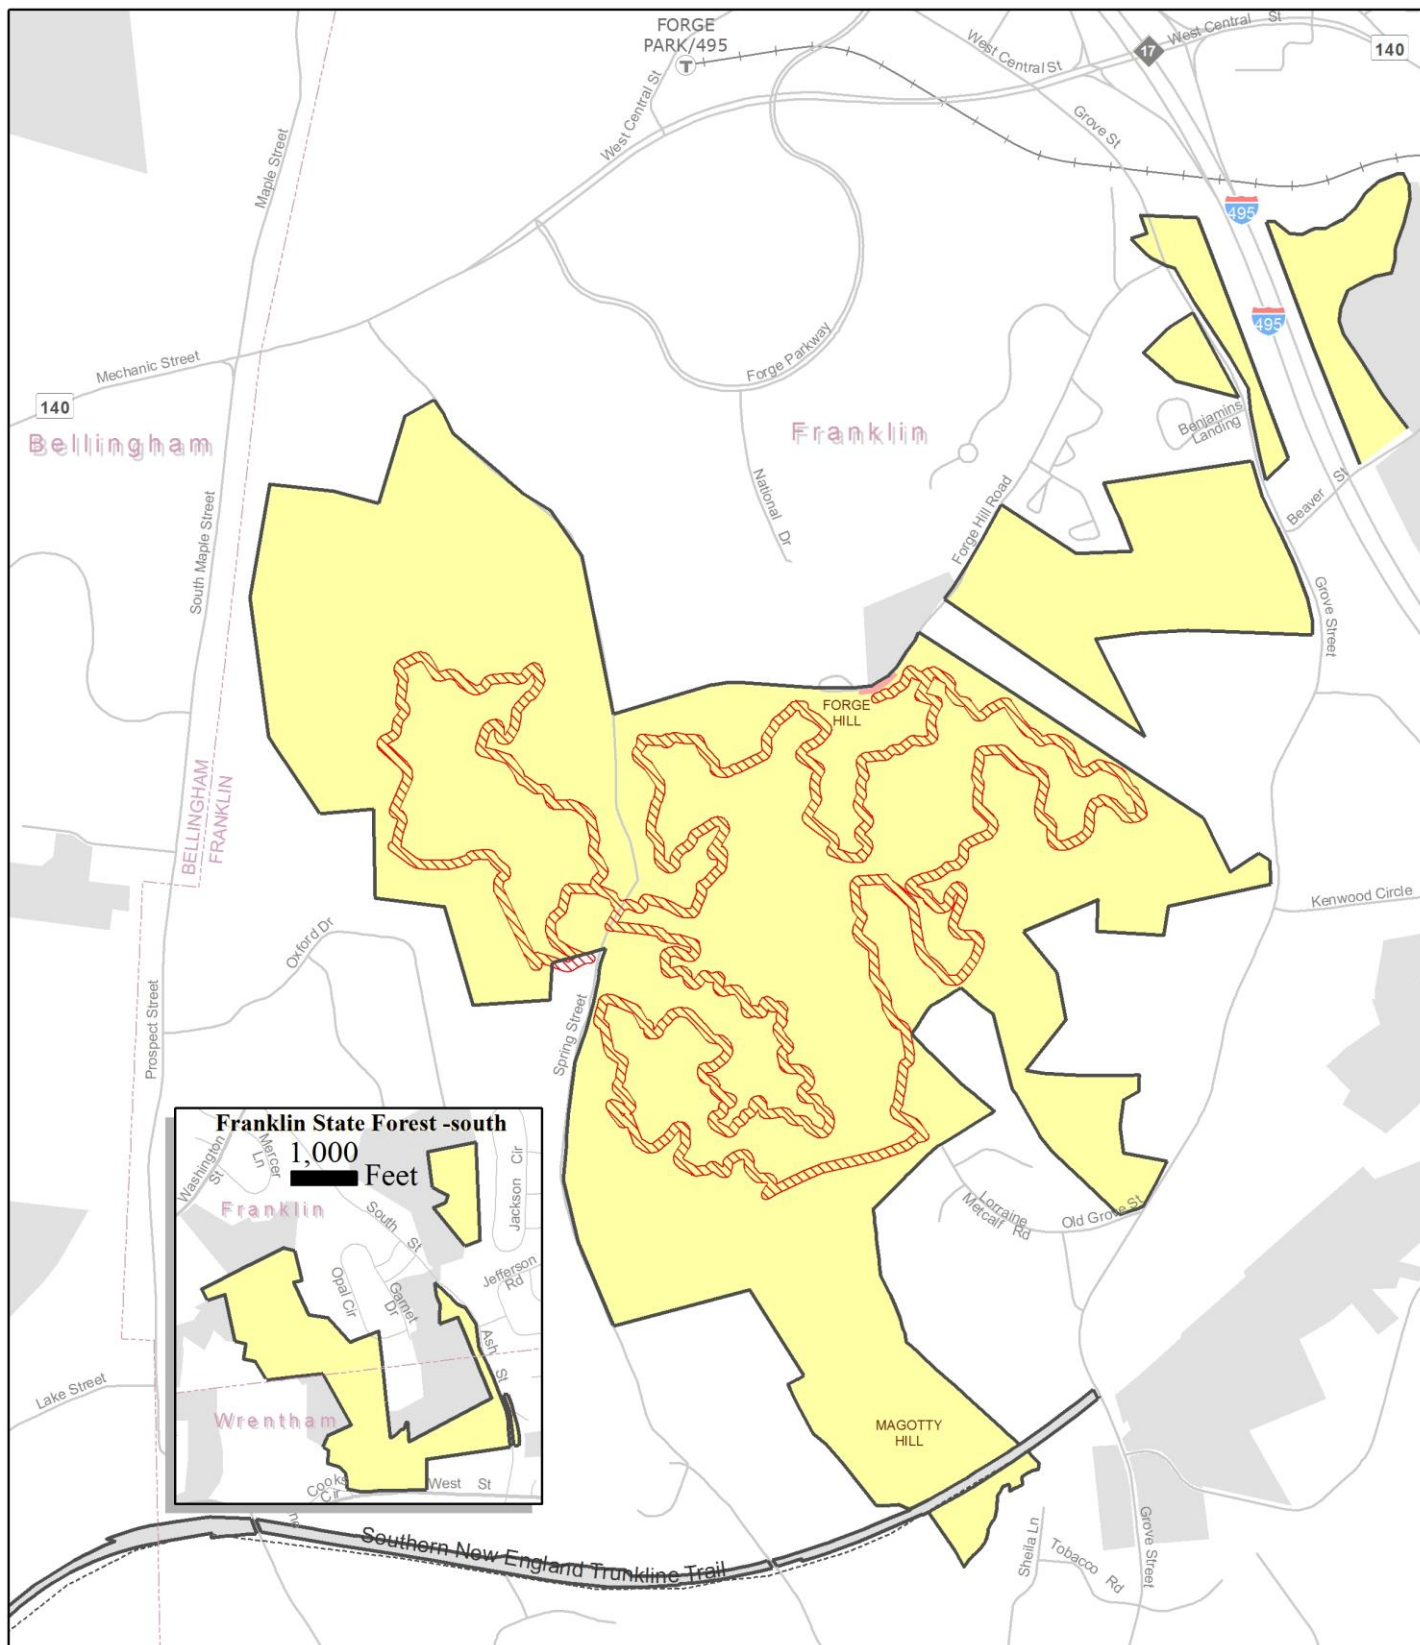 FORGE
PARK/495
T
West Central St
17
West Central St
140
West Central St
Grove St
Maple Street
495
495
Forge Parkway
Mechanic Street
140
Bellingham
Franklin
Benjamins
Landing
National Dr
Forge Hill Road
Beaver St
South Maple Street
Grove Street
FORGE
HILL
BELLINGHAM
FRANKLIN
Kenwood Circle
Oxford Dr
Prospect Street
Spring Street
Lorraine
Metcalf Rd
Old Grove St
Franklin State Forest -south
1,000
Feet
Washington
St
Mercer
Ln
Franklin
South St
Jackson Cir
Opal Cir
Garnet
Dr
Jefferson
Rd
Ash St
Wrentham
Cooks
Cir
West St
Lake Street
MAGOTTY
HILL
Southern New England Trunkline Trail
Sheila Ln
Tobacco Rd
Grove Street